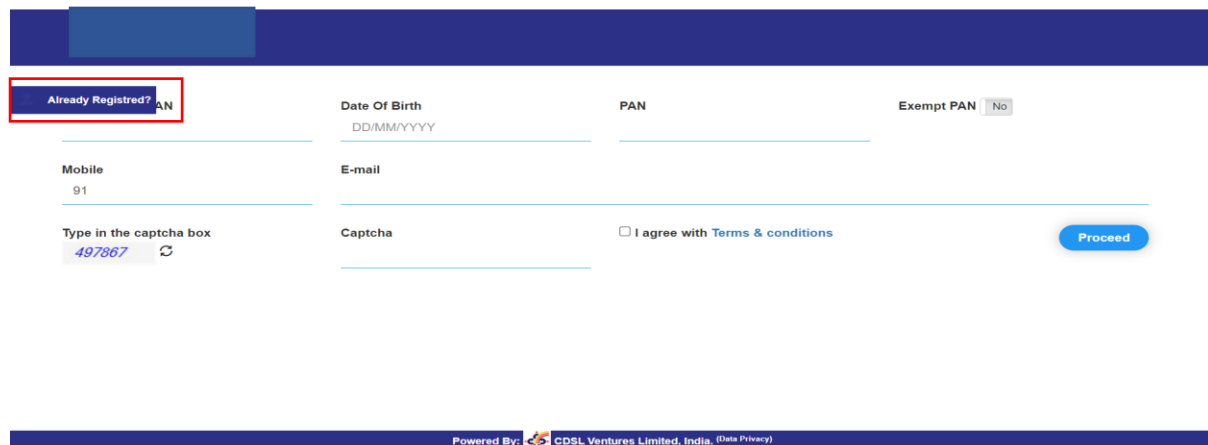 Already Registred?
AN
Date Of Birth
PAN
Exempt PAN No
DD/MM/YYYY
Mobile
E-mail
91
Type in the captcha box
Captcha
I agree with Terms & conditions
Proceed
497867
Powered By: CDSL Ventures Limited, India. (Data Privacy)